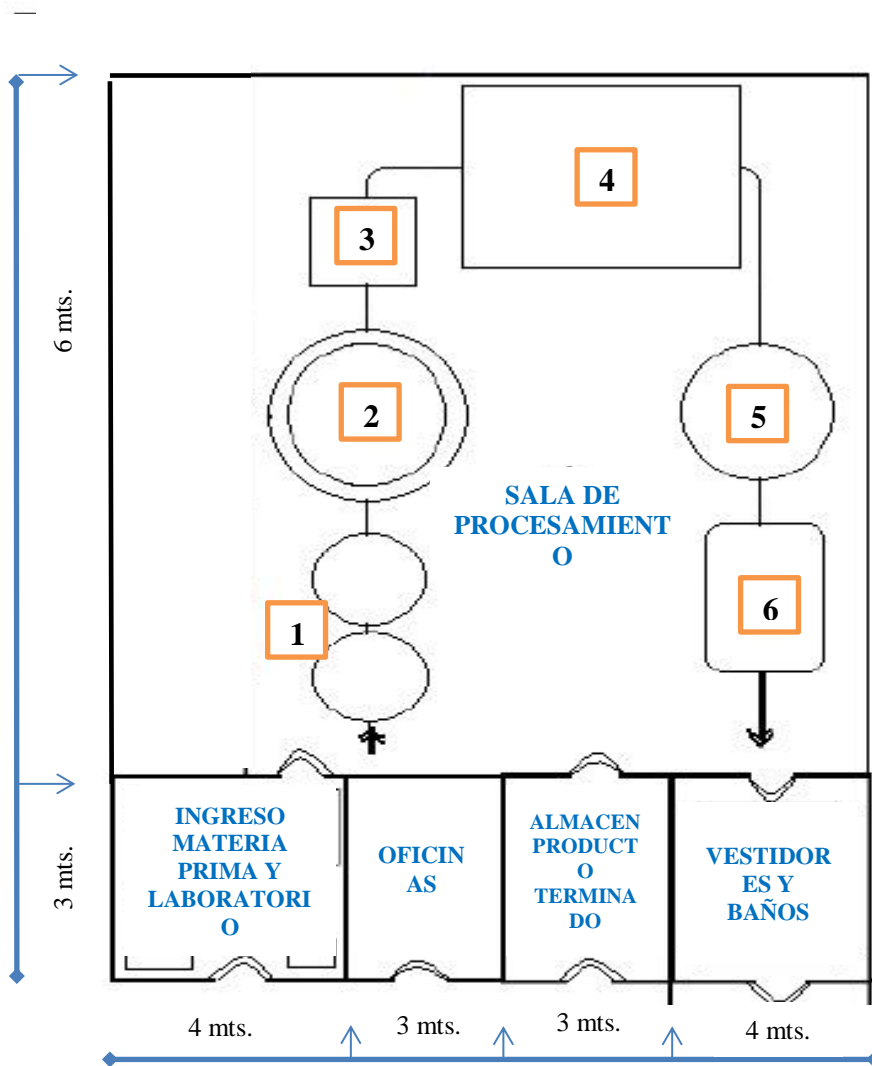 4
3
6 mts.
2
5
SALA DE
PROCESAMIENT
O
6
1
3 mts.
INGRESO
MATERIA
PRIMA Y
LABORATORI
O
OFICIN
AS
ALMACEN
PRODUCT
O
TERMINA
DO
VESTIDOR
ES Y
BAÑOS
4 mts.
3 mts.
3 mts.
4 mts.